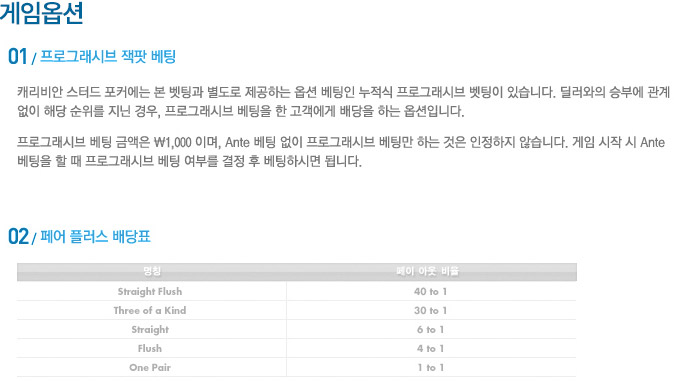 게임옵션
01 / 프로그래시브 잭팟 베팅
캐리비안 스터드 포커에는 본 벳팅과 별도로 제공하는 옵션 베팅인 누적식 프로그래시브 벳팅이 있습니다. 딜러와의 승부에 관계
없이 해당 순위를 지닌 경우, 프로그래시브 베팅을 한 고객에게 배당을 하는 옵션입니다.
프로그래시브 베팅 금액은 ₩1,000 이며, Ante 베팅 없이 프로그래시브 베팅만 하는 것은 인정하지 않습니다. 게임 시작 시 Ante
베팅을 할 때 프로그래시브 베팅 여부를 결정 후 베팅하시면 됩니다.
02 / 페어 플러스 배당표
명칭 페이 아웃 비율
Straight Flush 40 to 1
Three of a Kind 30 to 1
Straight 6 to 1
Flush 4 to 1
One Pair 1 to 1